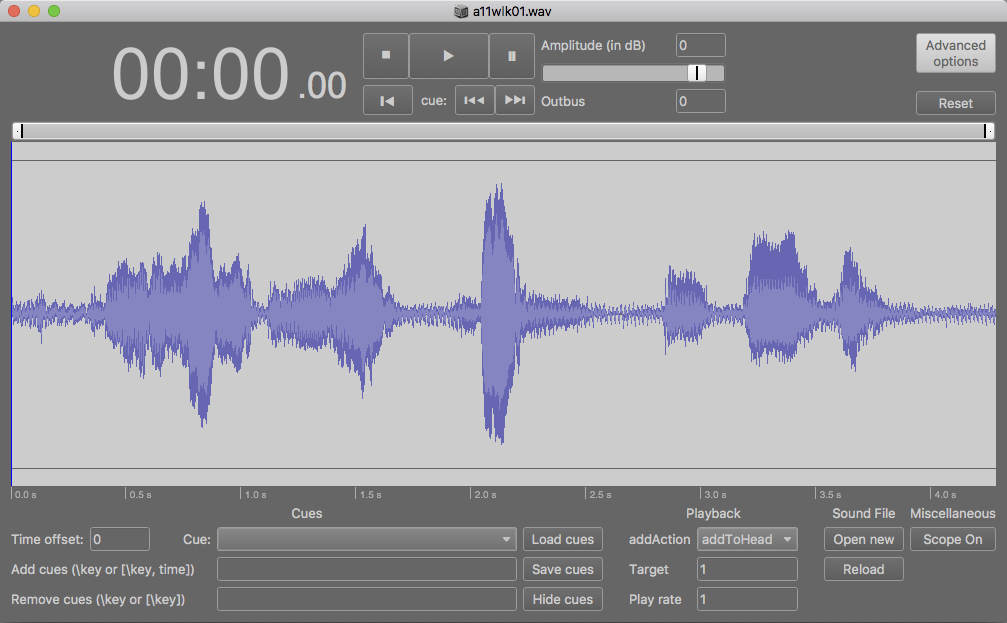 a11wlk01.wav
00:00.00
Amplitude (in dB)
0
Advanced
options
cue:
Outbus
0
Reset
0.0 s
0.5 s
1.0 s
1.5 s
2.0 s
2.5 s
3.0 s
3.5 s
4.0 s
Cues
Playback
Sound File
Miscellaneous
Time offset:
0
Cue:
Load cues
addAction
addToHead
Open new
Scope On
Add cues (\key or [\key, time])
Save cues
Target
1
Reload
Remove cues (\key or [\key])
Hide cues
Play rate
1